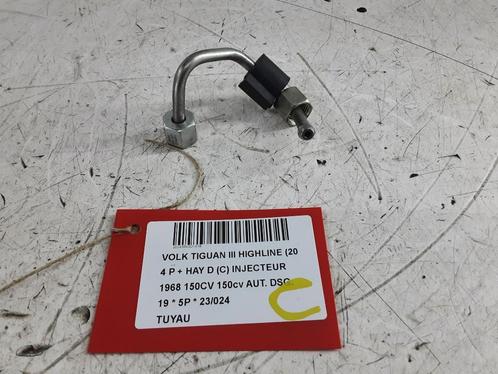 VOLK TIGUAN III HIGHLINE (20
4 P + HAY D (C) INJECTEUR
1968 150CV 150cv AUT. DSG
19 * 5P * 23/024
TUYAU
C